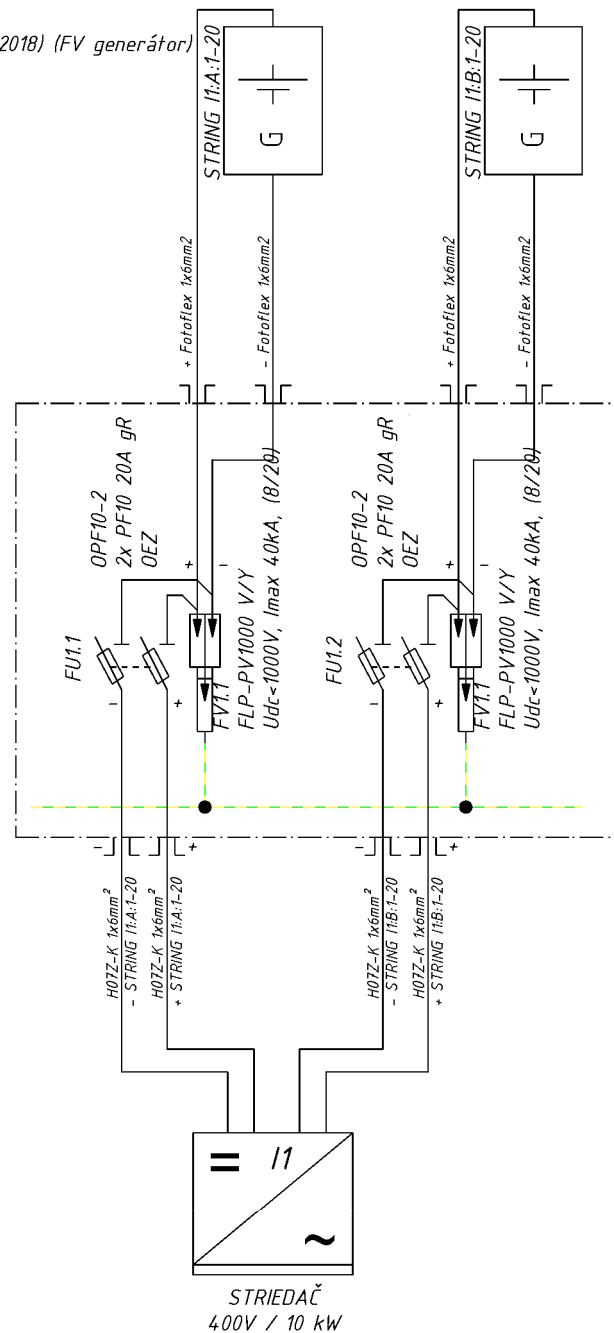 2018) (FV generátor)
STRING I1:A:1-20
G
STRING I1:B:1-20
G
+ Fotoflex 1x6mm2
- Fotoflex 1x6mm2
+ Fotoflex 1x6mm2
- Fotoflex 1x6mm2
OPF10-2
2x PF10 20A gR
OEZ
+
-
FU1.1
-
+
FV1.1
FLP-PV1000 V/Y
Udc<1000V, Imax 40kA, (8/20)
OPF10-2
2x PF10 20A gR
OEZ
+
-
FU1.2
-
+
FV1.1
FLP-PV1000 V/Y
Udc<1000V, Imax 40kA, (8/20)
-
+
-
+
H07Z-K 1x6mm²
- STRING I1:A:1-20
H07Z-K 1x6mm²
+ STRING I1:A:1-20
H07Z-K 1x6mm²
- STRING I1:B:1-20
H07Z-K 1x6mm²
+ STRING I1:B:1-20
= I1
~
STRIEDAČ
400V / 10 kW